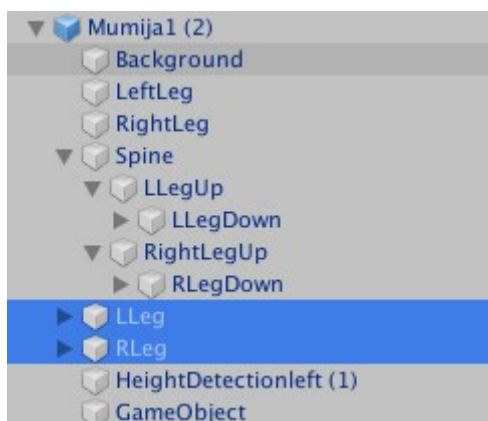 Mumija1 (2)
Background
LeftLeg
RightLeg
Spine
LLegUp
LLegDown
RightLegUp
RLegDown
LLeg
RLeg
HeightDetectionleft (1)
GameObject